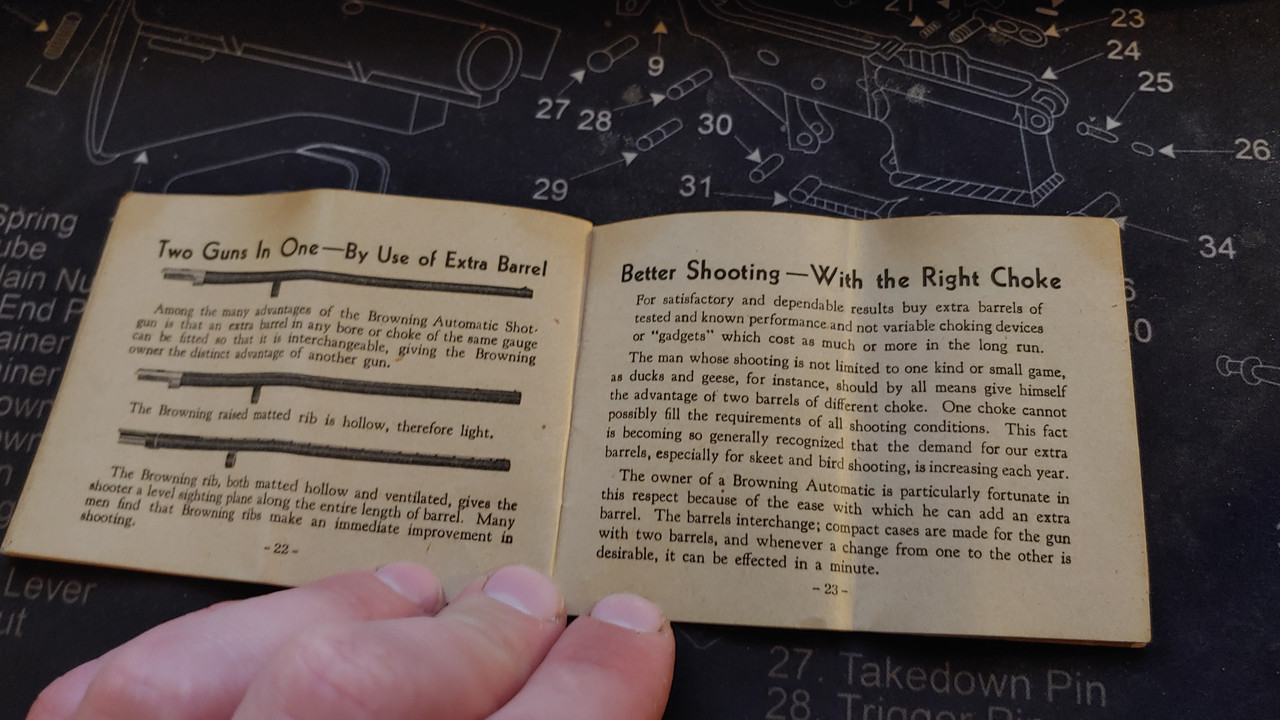 21
23
24
9
25
27
28
30
26
29
31
34
Spring
End P
Lever
27. Takedown Pin
28. Trigger
Two Guns In One—By Use of Extra Barrel
Among the many advantages of the Browning Automatic Shot-
gun is that an extra barrel in any bore or choke of the same gauge
can be fitted so that it is interchangeable, giving the Browning
owner the distinct advantage of another gun.
The Browning raised matted rib is hollow, therefore light.
The Browning rib, both matted hollow and ventilated, gives the
shooter a level sighting plane along the entire length of barrel. Many
men find that Browning ribs make an immediate improvement in
shooting.
- 22 -
Better Shooting—With the Right Choke
For satisfactory and dependable results buy extra barrels of
tested and known performance and not variable choking devices
or "gadgets" which cost as much or more in the long run.
The man whose shooting is not limited to one kind or small game,
as ducks and geese, for instance, should by all means give himself
the advantage of two barrels of different choke. One choke cannot
possibly fill the requirements of all shooting conditions. This fact
is becoming so generally recognized that the demand for our extra
barrels, especially for skeet and bird shooting, is increasing each year.
The owner of a Browning Automatic is particularly fortunate in
this respect because of the ease with which he can add an extra
barrel. The barrels interchange; compact cases are made for the gun
with two barrels, and whenever a change from one to the other is
desirable, it can be effected in a minute.
- 23 -